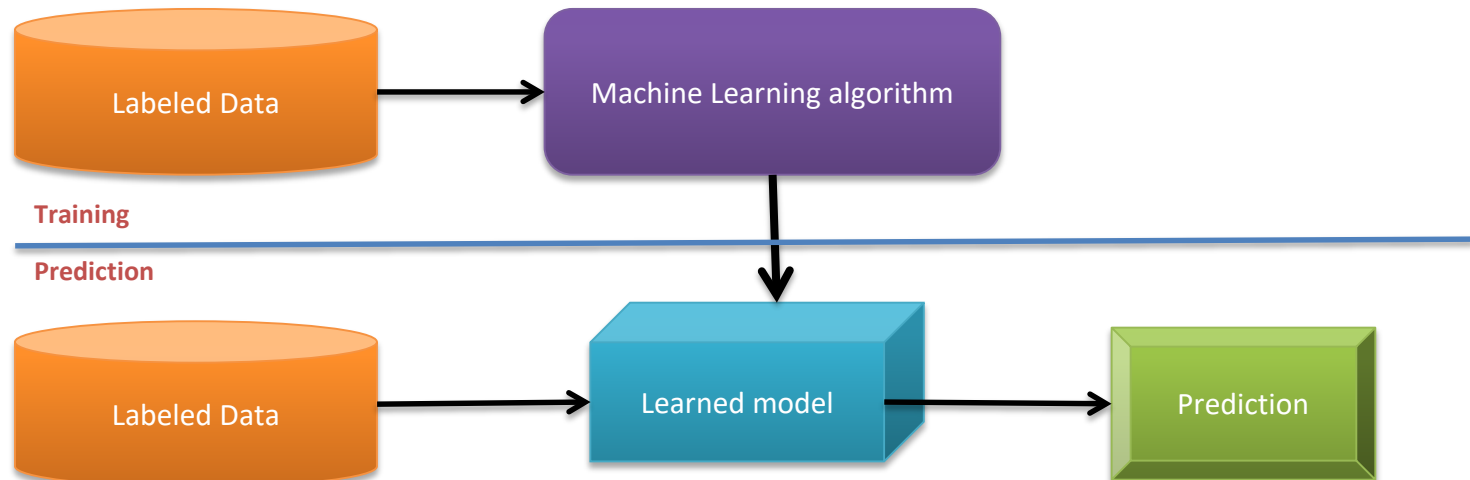 Labeled Data
Machine Learning algorithm
Training
Prediction
Labeled Data
Learned model
Prediction